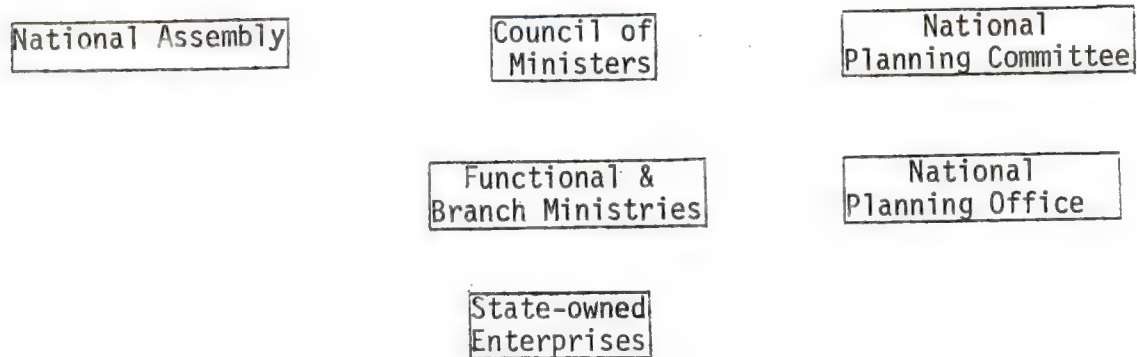 National Assembly
Council of
Ministers
National
Planning Committee
Functional &
Branch Ministries
National
Planning Office
State-owned
Enterprises